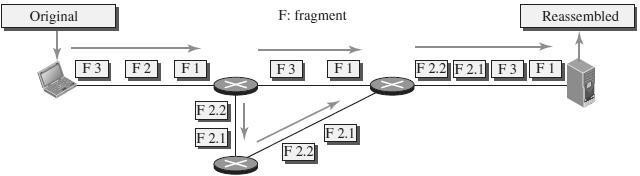 Original
F: fragment
Reassembled
F 3 F 2 F 1
F 3 F 1
F 2.2 F 2.1 F 3 F 1
F 2.2
F 2.1
F 2.1
F 2.2